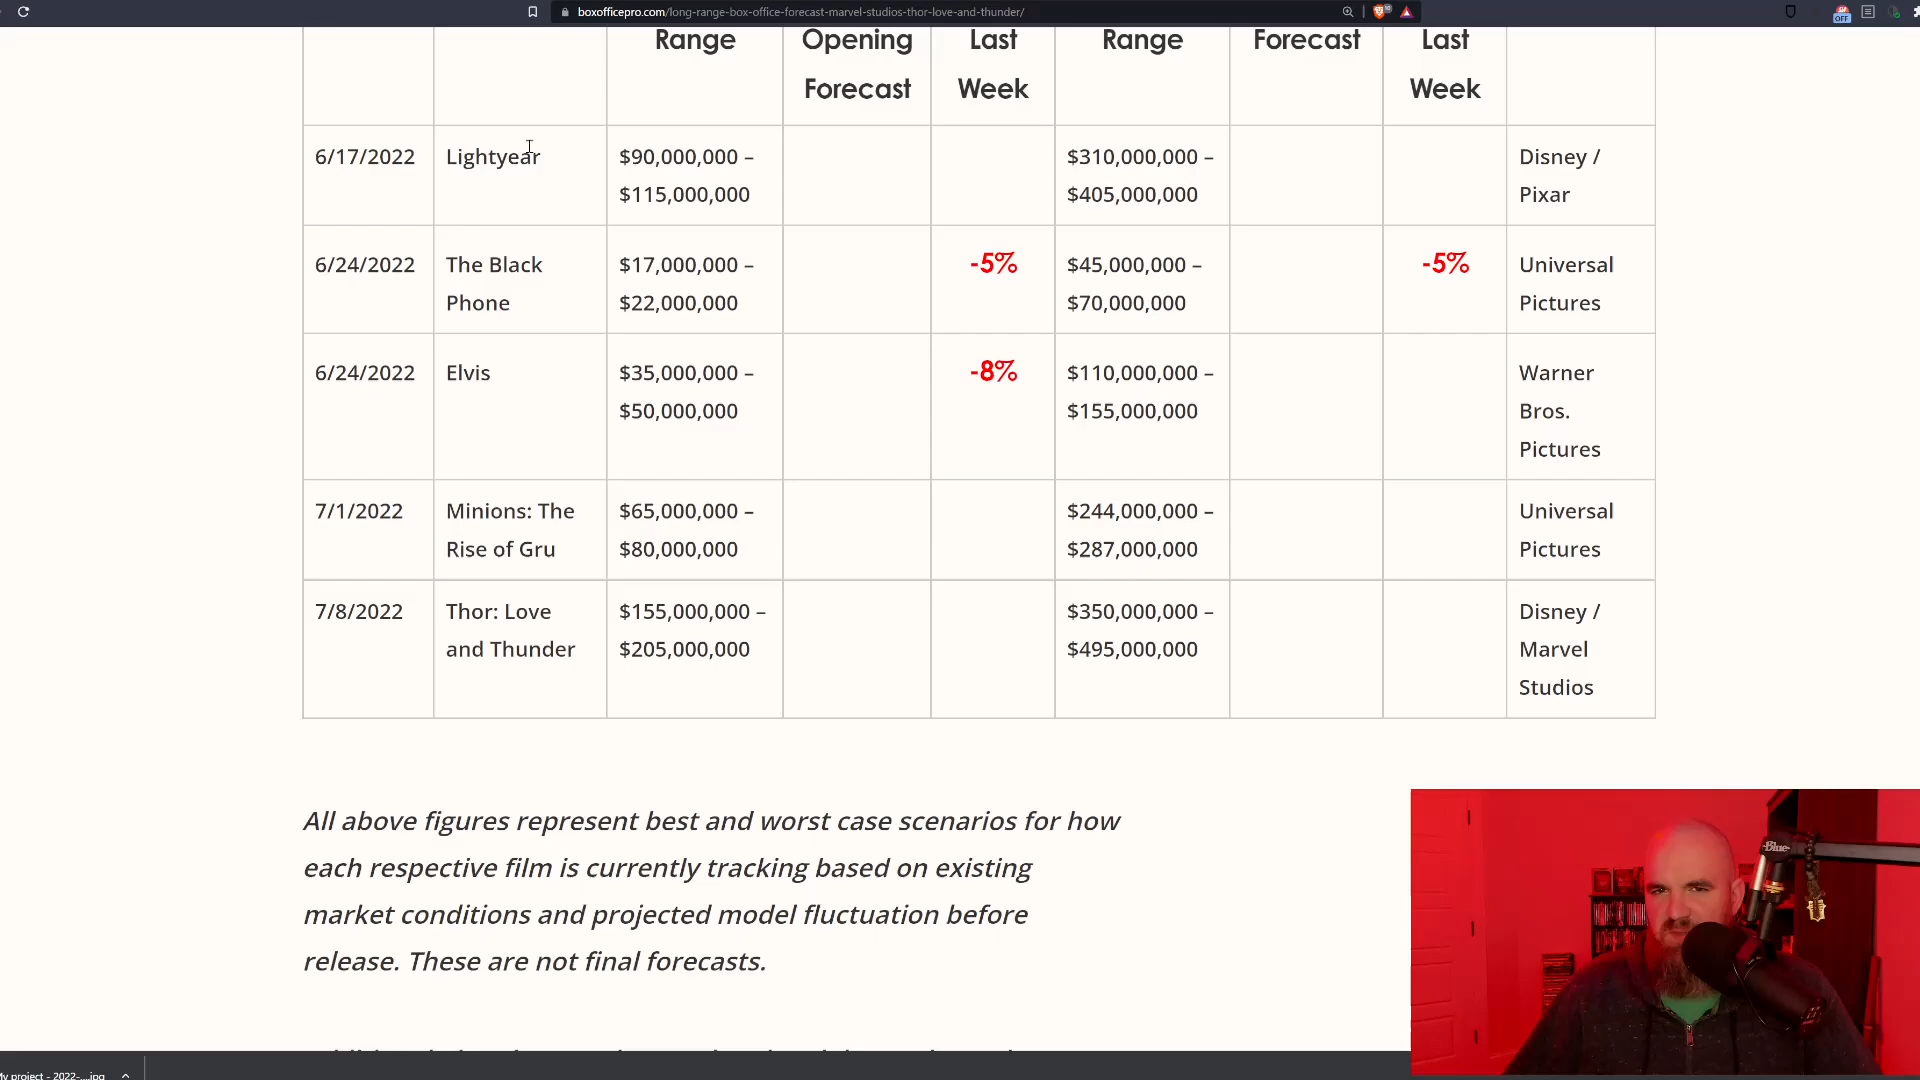 boxofficepro.com/long-range-box-office-forecast-marvel-studios-thor-love-and-thunder/
OFF
Range
Opening
Forecast
Last
Week
Range
Forecast
Last
Week
6/17/2022
Lightyear
$90,000,000 –
$115,000,000
$310,000,000 –
$405,000,000
Disney /
Pixar
6/24/2022
The Black
Phone
$17,000,000 –
$22,000,000
-5%
$45,000,000 –
$70,000,000
-5%
Universal
Pictures
6/24/2022
Elvis
$35,000,000 –
$50,000,000
-8%
$110,000,000 –
$155,000,000
Warner
Bros.
Pictures
7/1/2022
Minions: The
Rise of Gru
$65,000,000 –
$80,000,000
$244,000,000 –
$287,000,000
Universal
Pictures
7/8/2022
Thor: Love
and Thunder
$155,000,000 –
$205,000,000
$350,000,000 –
$495,000,000
Disney /
Marvel
Studios
All above figures represent best and worst case scenarios for how
each respective film is currently tracking based on existing
market conditions and projected model fluctuation before
release. These are not final forecasts.
Blue
My project - 2022-....jpg